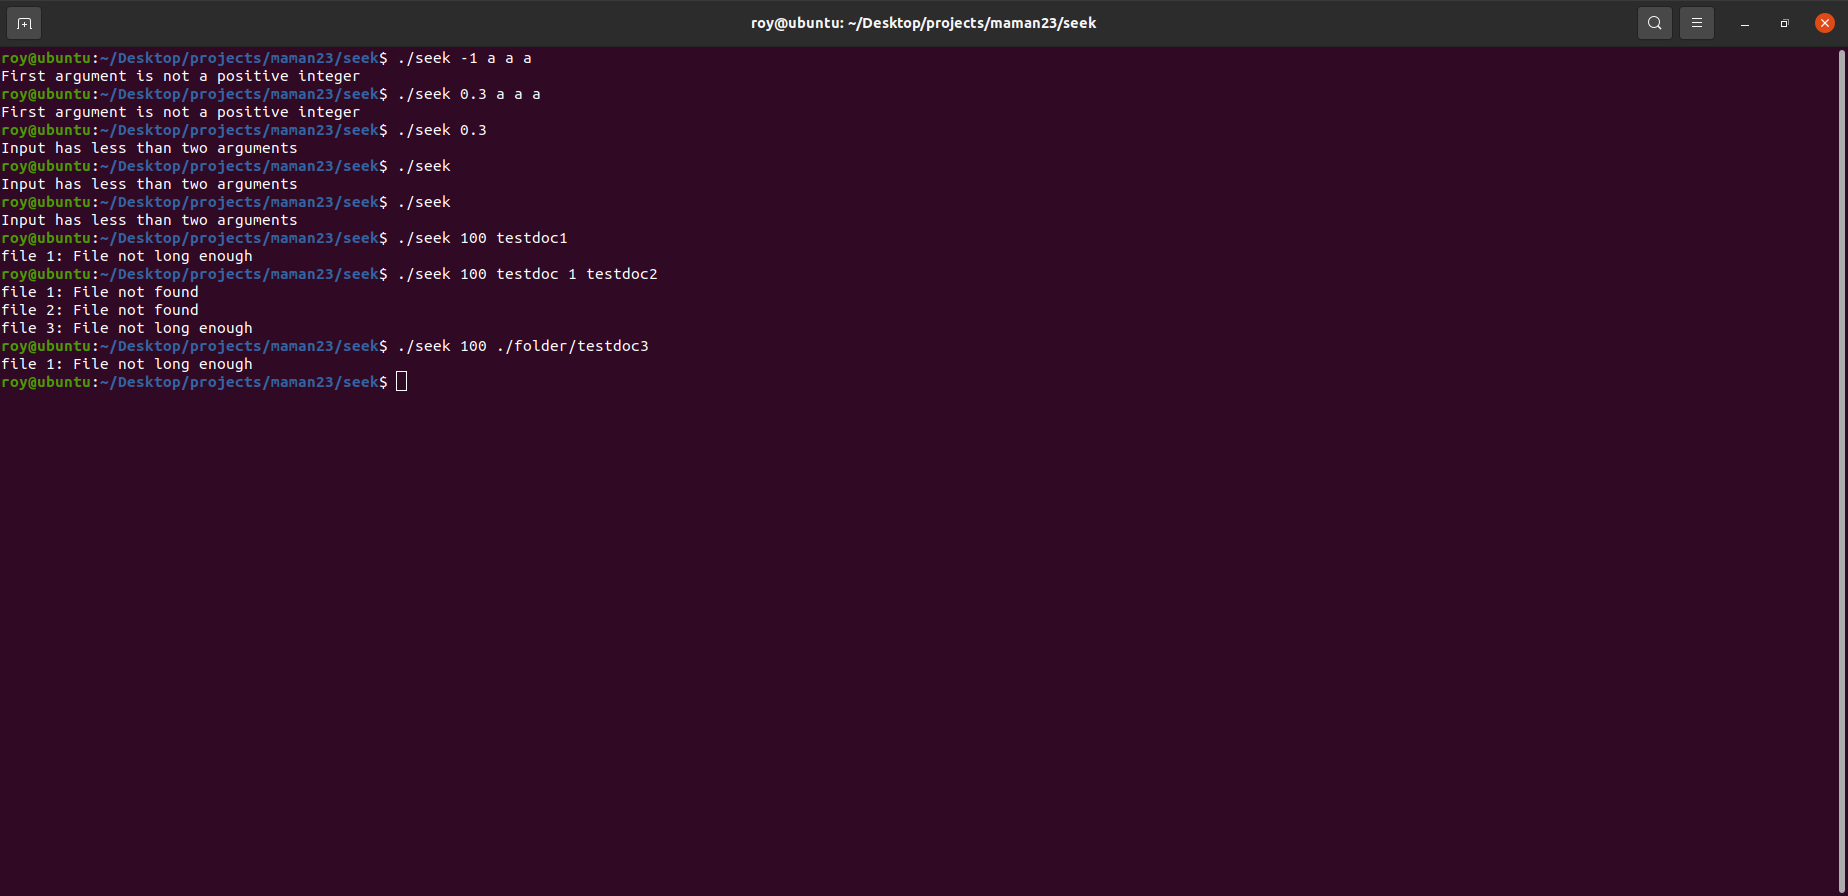 roy@ubuntu: ~/Desktop/projects/maman23/seek
roy@ubuntu:~/Desktop/projects/maman23/seek$ ./seek -1 a a a
First argument is not a positive integer
roy@ubuntu:~/Desktop/projects/maman23/seek$ ./seek 0.3 a a a
First argument is not a positive integer
roy@ubuntu:~/Desktop/projects/maman23/seek$ ./seek 0.3
Input has less than two arguments
roy@ubuntu:~/Desktop/projects/maman23/seek$ ./seek
Input has less than two arguments
roy@ubuntu:~/Desktop/projects/maman23/seek$ ./seek
Input has less than two arguments
roy@ubuntu:~/Desktop/projects/maman23/seek$ ./seek 100 testdoc1
file 1: File not long enough
roy@ubuntu:~/Desktop/projects/maman23/seek$ ./seek 100 testdoc 1 testdoc2
file 1: File not found
file 2: File not found
file 3: File not long enough
roy@ubuntu:~/Desktop/projects/maman23/seek$ ./seek 100 ./folder/testdoc3
file 1: File not long enough
roy@ubuntu:~/Desktop/projects/maman23/seek$